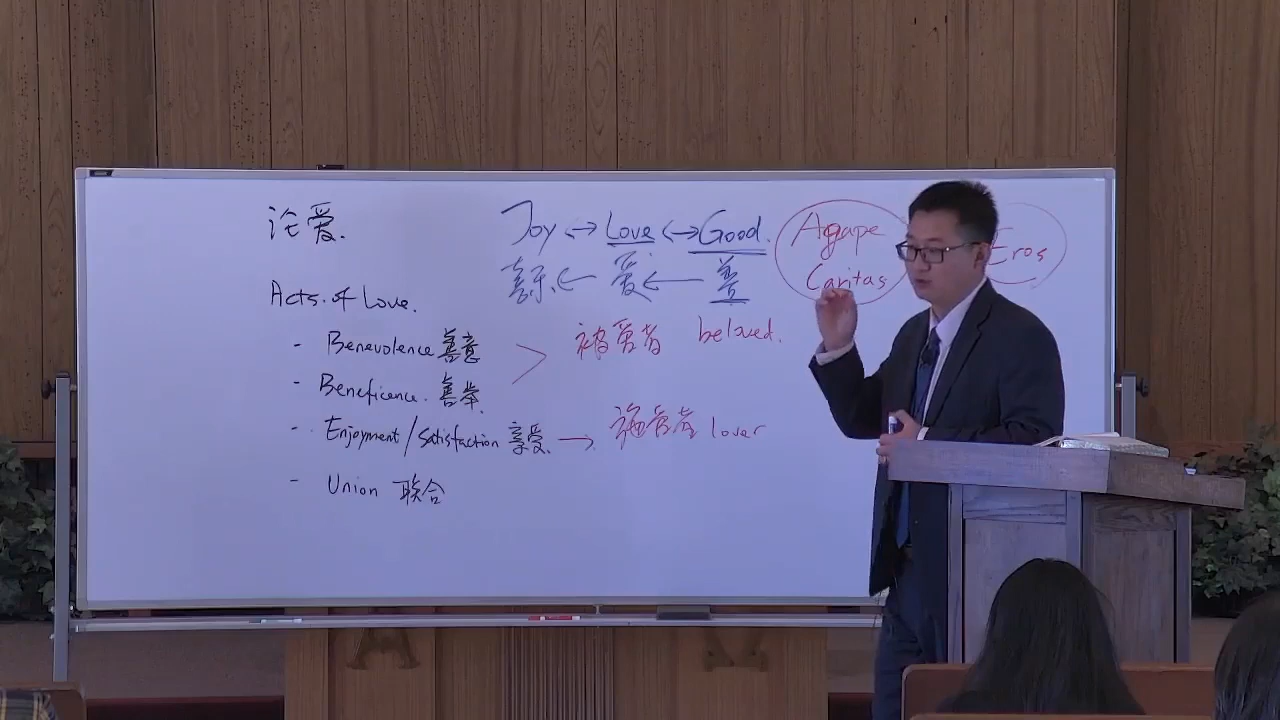 论爱.
Acts of Love.
- Benevolence 善意
- Beneficence. 善举.
- Enjoyment/Satisfaction 享受. →
- Union 联合
Joy ↔ Love ↔ Good.
喜乐. ← 爱 ← 善
被爱者 beloved.
施爱者 lover
Agape
Caritas
Eros